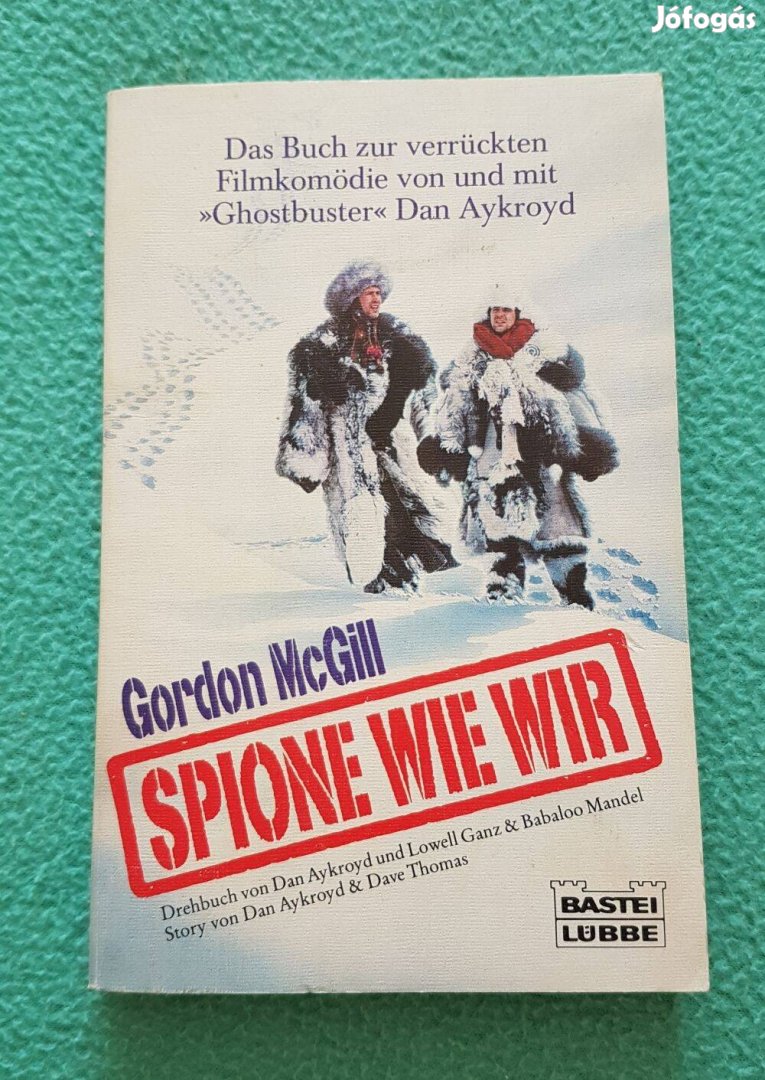 Jófogás
Das Buch zur verrückten
Filmkomödie von und mit
»Ghostbuster« Dan Aykroyd
Gordon McGill
SPIONE WIE WIR
Drehbuch von Dan Aykroyd und Lowell Ganz & Babaloo Mandel
Story von Dan Aykroyd & Dave Thomas
BASTEI
LÜBBE